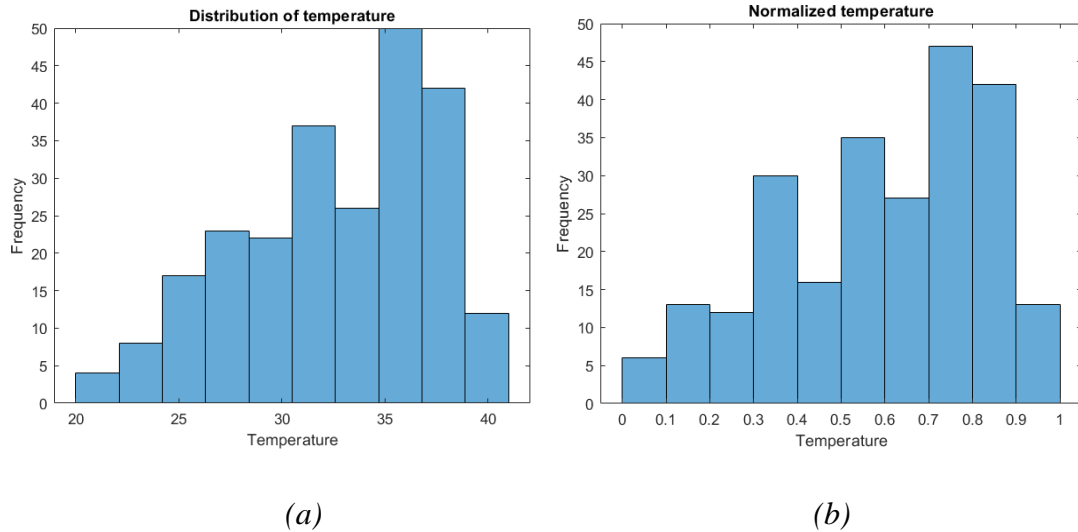 Distribution of temperature
50
45
40
35
30
25
20
15
10
5
0
Frequency
20 25 30 35 40
Temperature
(a)
Normalized temperature
50
45
40
35
30
25
20
15
10
5
0
Frequency
0 0.1 0.2 0.3 0.4 0.5 0.6 0.7 0.8 0.9 1
Temperature
(b)